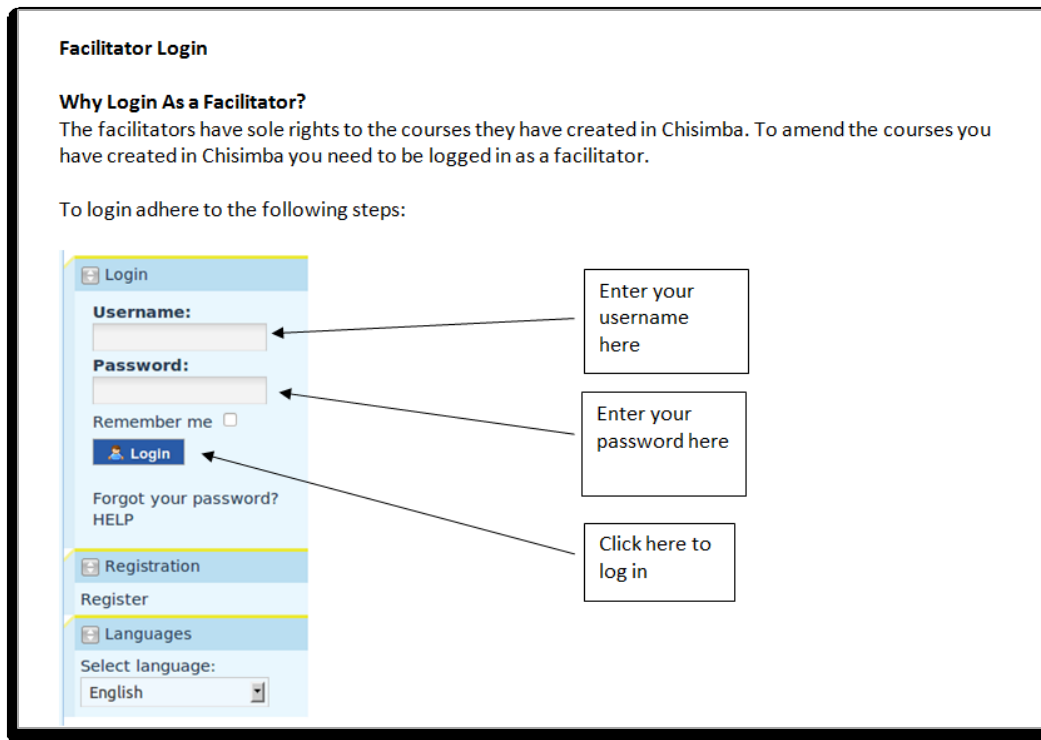 Facilitator Login
Why Login As a Facilitator?
The facilitators have sole rights to the courses they have created in Chisimba. To amend the courses you
have created in Chisimba you need to be logged in as a facilitator.
To login adhere to the following steps:
Login
Username:
Password:
Remember me
Login
Forgot your password?
HELP
Registration
Register
Languages
Select language:
English
Enter your
username
here
Enter your
password here
Click here to
log in